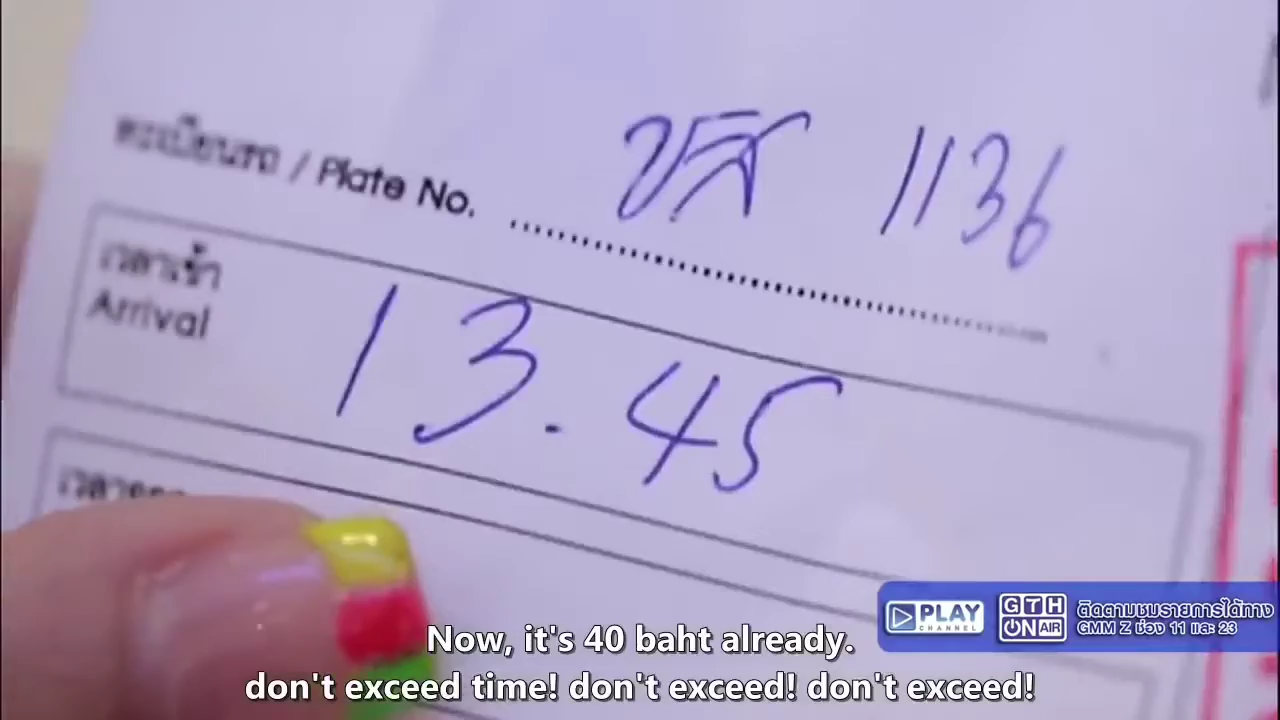 ทะเบียนรถ / Plate No. ขส 1136
เวลาเข้า
Arrival
13.45
PLAY
CHANNEL
GTH
ON AIR
ติดตามชมรายการได้ทาง
GMM Z ช่อง 11 และ 23
Now, it's 40 baht already.
don't exceed time! don't exceed! don't exceed!